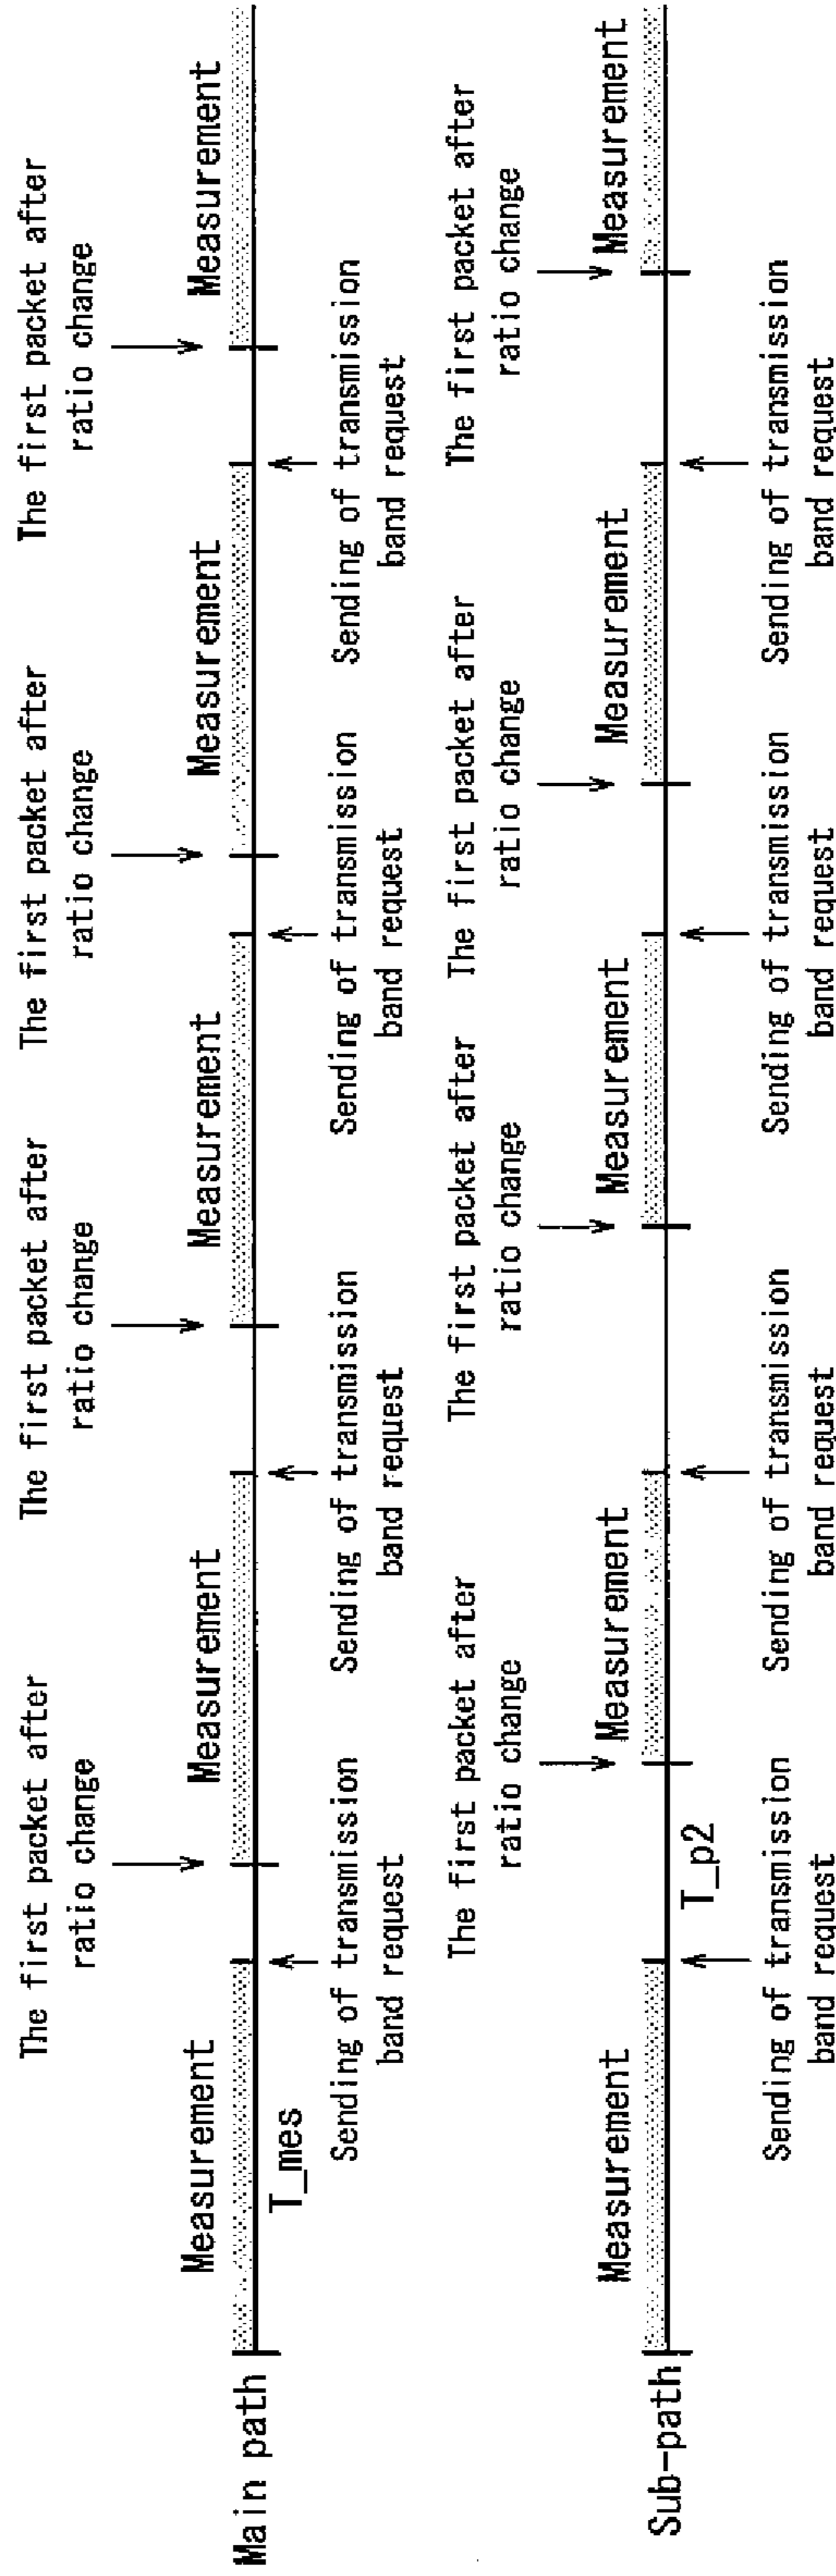 The first packet after
ratio change
The first packet after
ratio change
The first packet after
ratio change
The first packet after
ratio change
Measurement
Measurement
Measurement
Measurement
Measurement
Main path
T_mes
Sending of transmission
band request
Sending of transmission
band request
Sending of transmission
band request
Sending of transmission
band request
The first packet after
ratio change
The first packet after
ratio change
The first packet after
ratio change
The first packet after
ratio change
Measurement
Measurement
Measurement
Measurement
Measurement
Sub-path
T_p2
Sending of transmission
band request
Sending of transmission
band request
Sending of transmission
band request
Sending of transmission
band request